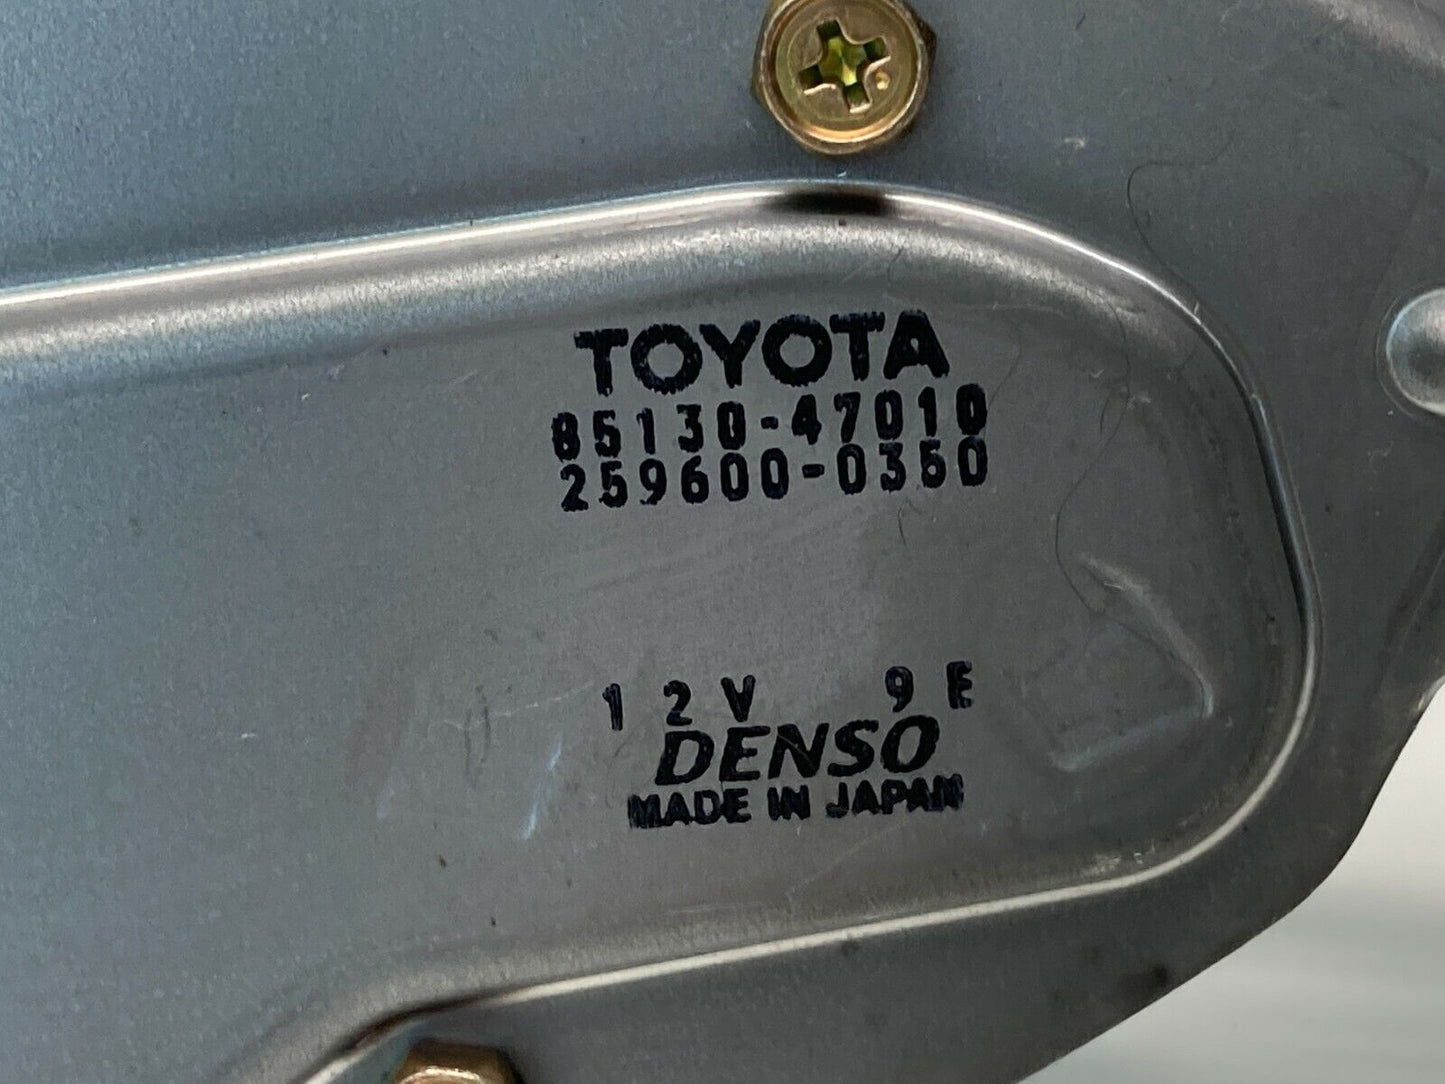 TOYOTA
85130-47010
259600-0350
12V 9E
DENSO
MADE IN JAPAN